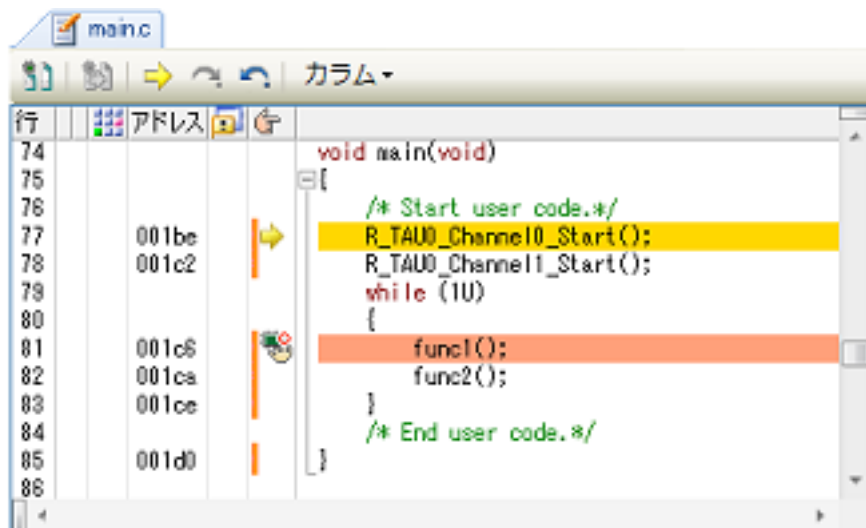 main.c
カラム
行 アドレス
74 void main(void)
75 {
76 /* Start user code.*/
77 001be R_TAU0_Channel0_Start();
78 001c2 R_TAU0_Channel1_Start();
79 while (1U)
80 {
81 001c6 func1();
82 001ca func2();
83 001ce }
84 /* End user code.*/
85 001d0 }
86